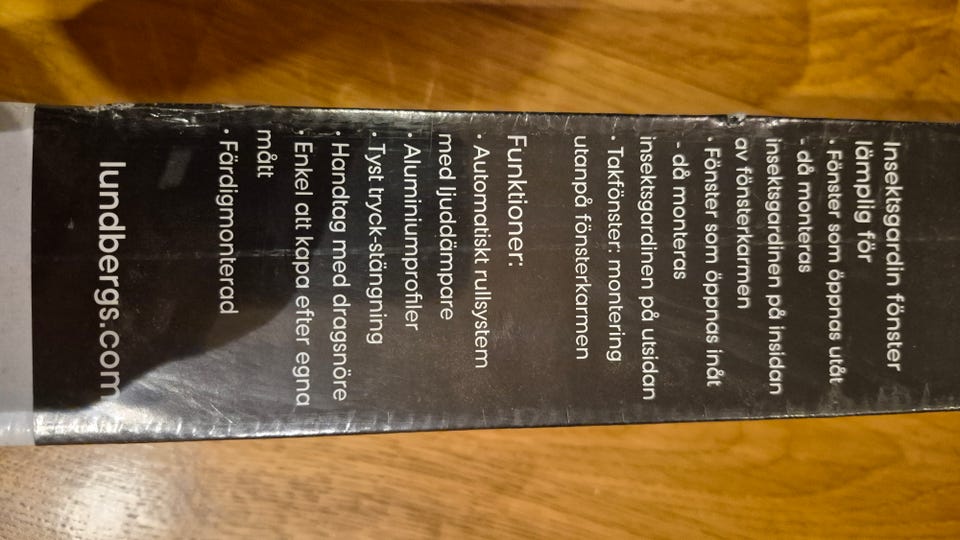 Insektsgardin fönster
lämplig för
• Fönster som öppnas utåt
- då monteras
insektsgardinen på insidan
av fönsterkarmen
• Fönster som öppnas inåt
- då monteras
insektsgardinen på utsidan
• Takfönster: montering
utanpå fönsterkarmen
Funktioner:
• Automatiskt rullsystem
med ljuddämpare
• Aluminiumprofiler
• Tyst tryck-stängning
• Handtag med dragsnöre
• Enkel att kapa efter egna
mått
• Färdigmonterad
lundbergs.com